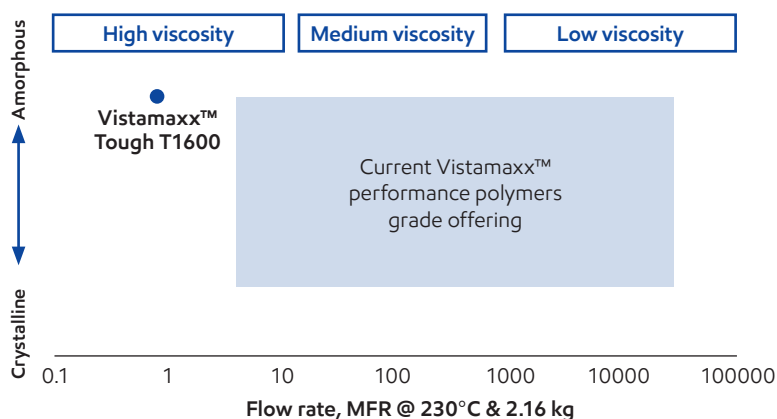 High viscosity
Medium viscosity
Low viscosity
Amorphous
Crystalline
Vistamaxx™
Tough T1600
Current Vistamaxx™
performance polymers
grade offering
0.1 1 10 100 1000 10000 100000
Flow rate, MFR @ 230°C & 2.16 kg